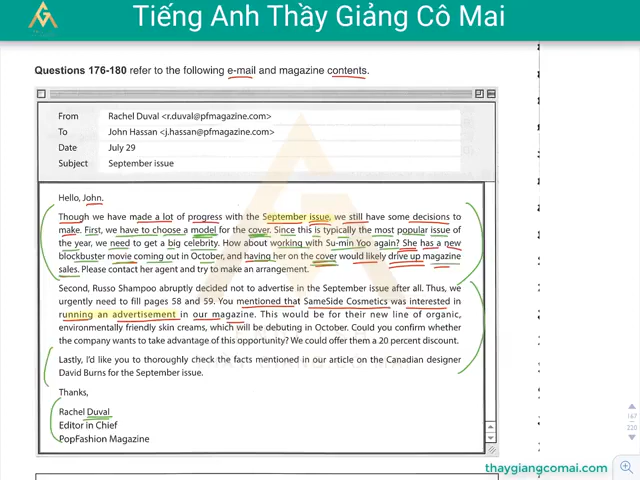 Tiếng Anh Thầy Giảng Cô Mai
Questions 176-180 refer to the following e-mail and magazine contents.
From Rachel Duval <r.duval@pfmagazine.com>
To John Hassan <j.hassan@pfmagazine.com>
Date July 29
Subject September issue
Hello, John.
Though we have made a lot of progress with the September issue, we still have some decisions to
make. First, we have to choose a model for the cover. Since this is typically the most popular issue of
the year, we need to get a big celebrity. How about working with Su-min Yoo again? She has a new
blockbuster movie coming out in October, and having her on the cover would likely drive up magazine
sales. Please contact her agent and try to make an arrangement.
Second, Russo Shampoo abruptly decided not to advertise in the September issue after all. Thus, we
urgently need to fill pages 58 and 59. You mentioned that SameSide Cosmetics was interested in
running an advertisement in our magazine. This would be for their new line of organic,
environmentally friendly skin creams, which will be debuting in October. Could you confirm whether
the company wants to take advantage of this opportunity? We could offer them a 20 percent discount.
Lastly, I'd like you to thoroughly check the facts mentioned in our article on the Canadian designer
David Burns for the September issue.
Thanks,
Rachel Duval
Editor in Chief
PopFashion Magazine
167
220
thaygiangcomai.com